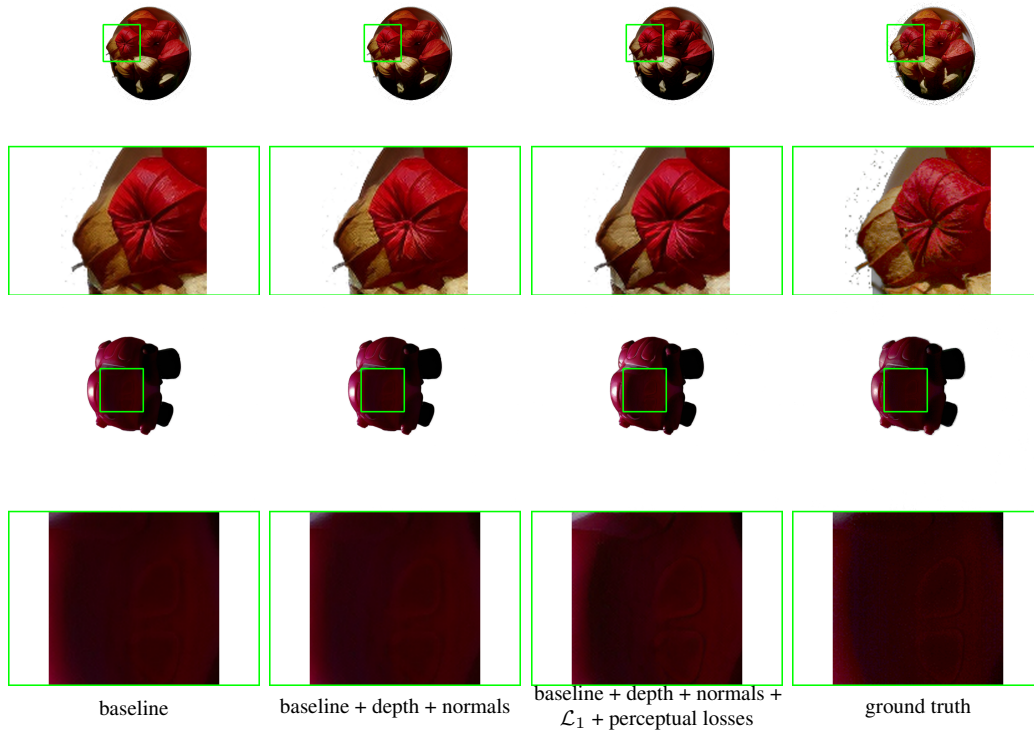 baseline
baseline + depth + normals
baseline + depth + normals +
ℒ₁ + perceptual losses
ground truth